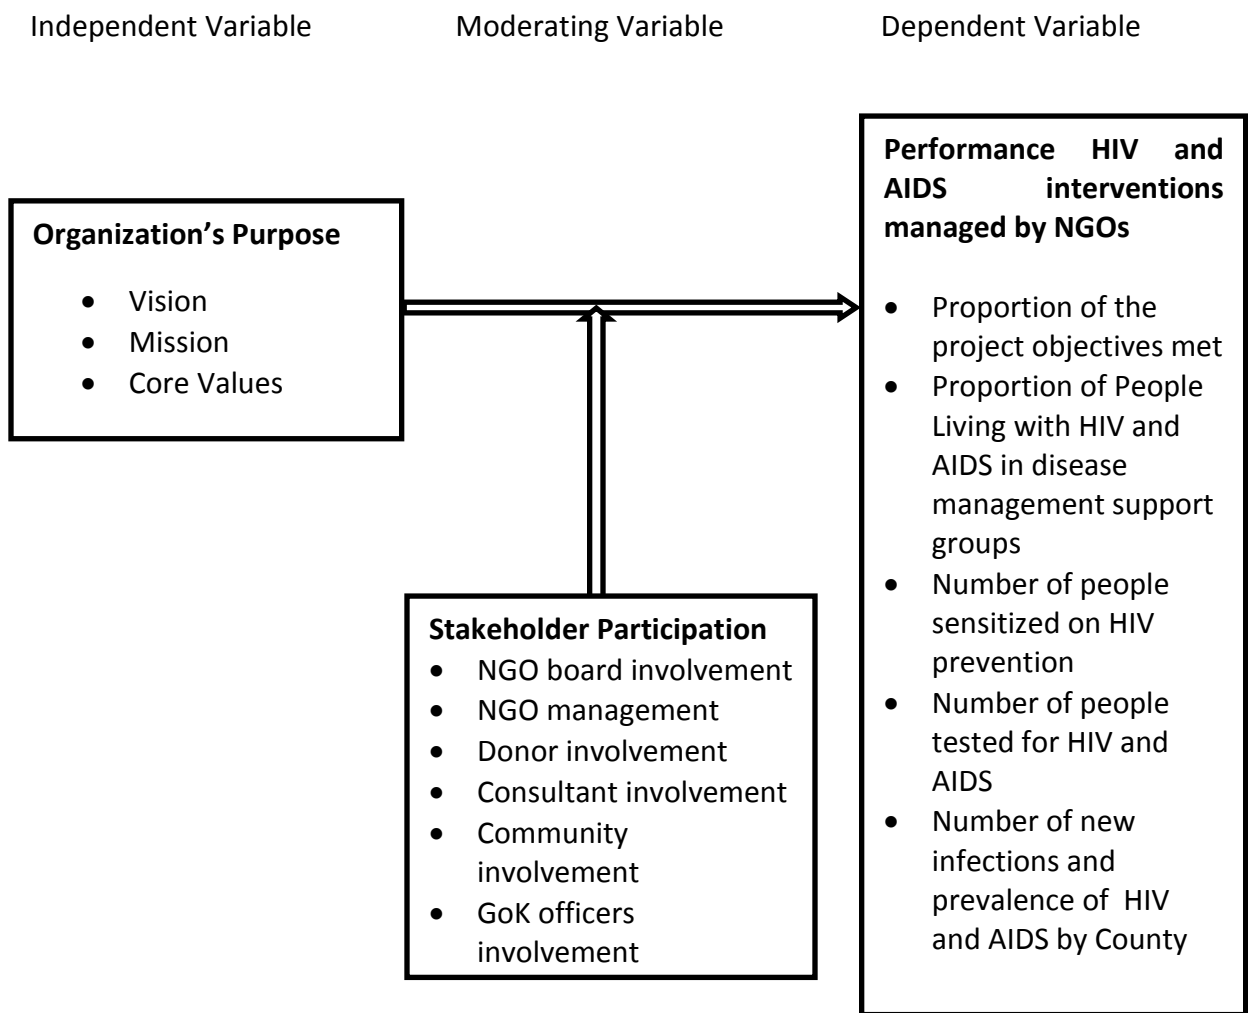 Independent Variable
Moderating Variable
Dependent Variable
Organization’s Purpose
• Vision
• Mission
• Core Values
Stakeholder Participation
• NGO board involvement
• NGO management
• Donor involvement
• Consultant involvement
• Community
involvement
• GoK officers
involvement
Performance HIV and
AIDS interventions
managed by NGOs
• Proportion of the
project objectives met
• Proportion of People
Living with HIV and
AIDS in disease
management support
groups
• Number of people
sensitized on HIV
prevention
• Number of people
tested for HIV and
AIDS
• Number of new
infections and
prevalence of HIV
and AIDS by County